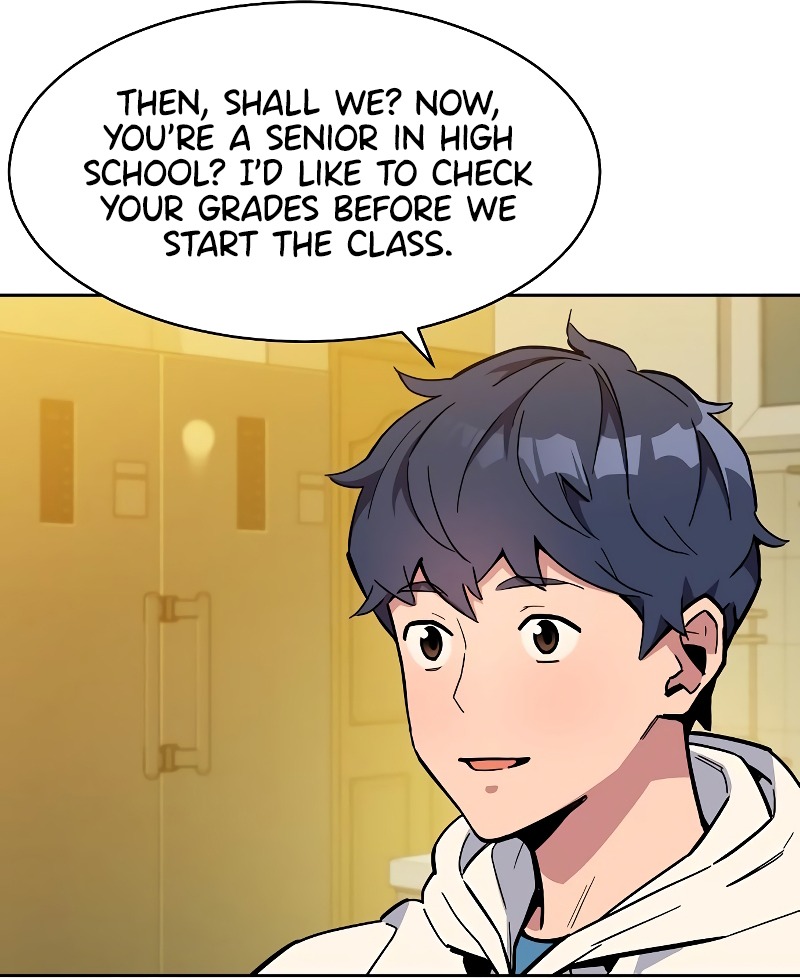 THEN, SHALL WE? NOW,
YOU'RE A SENIOR IN HIGH
SCHOOL? I'D LIKE TO CHECK
YOUR GRADES BEFORE WE
START THE CLASS.